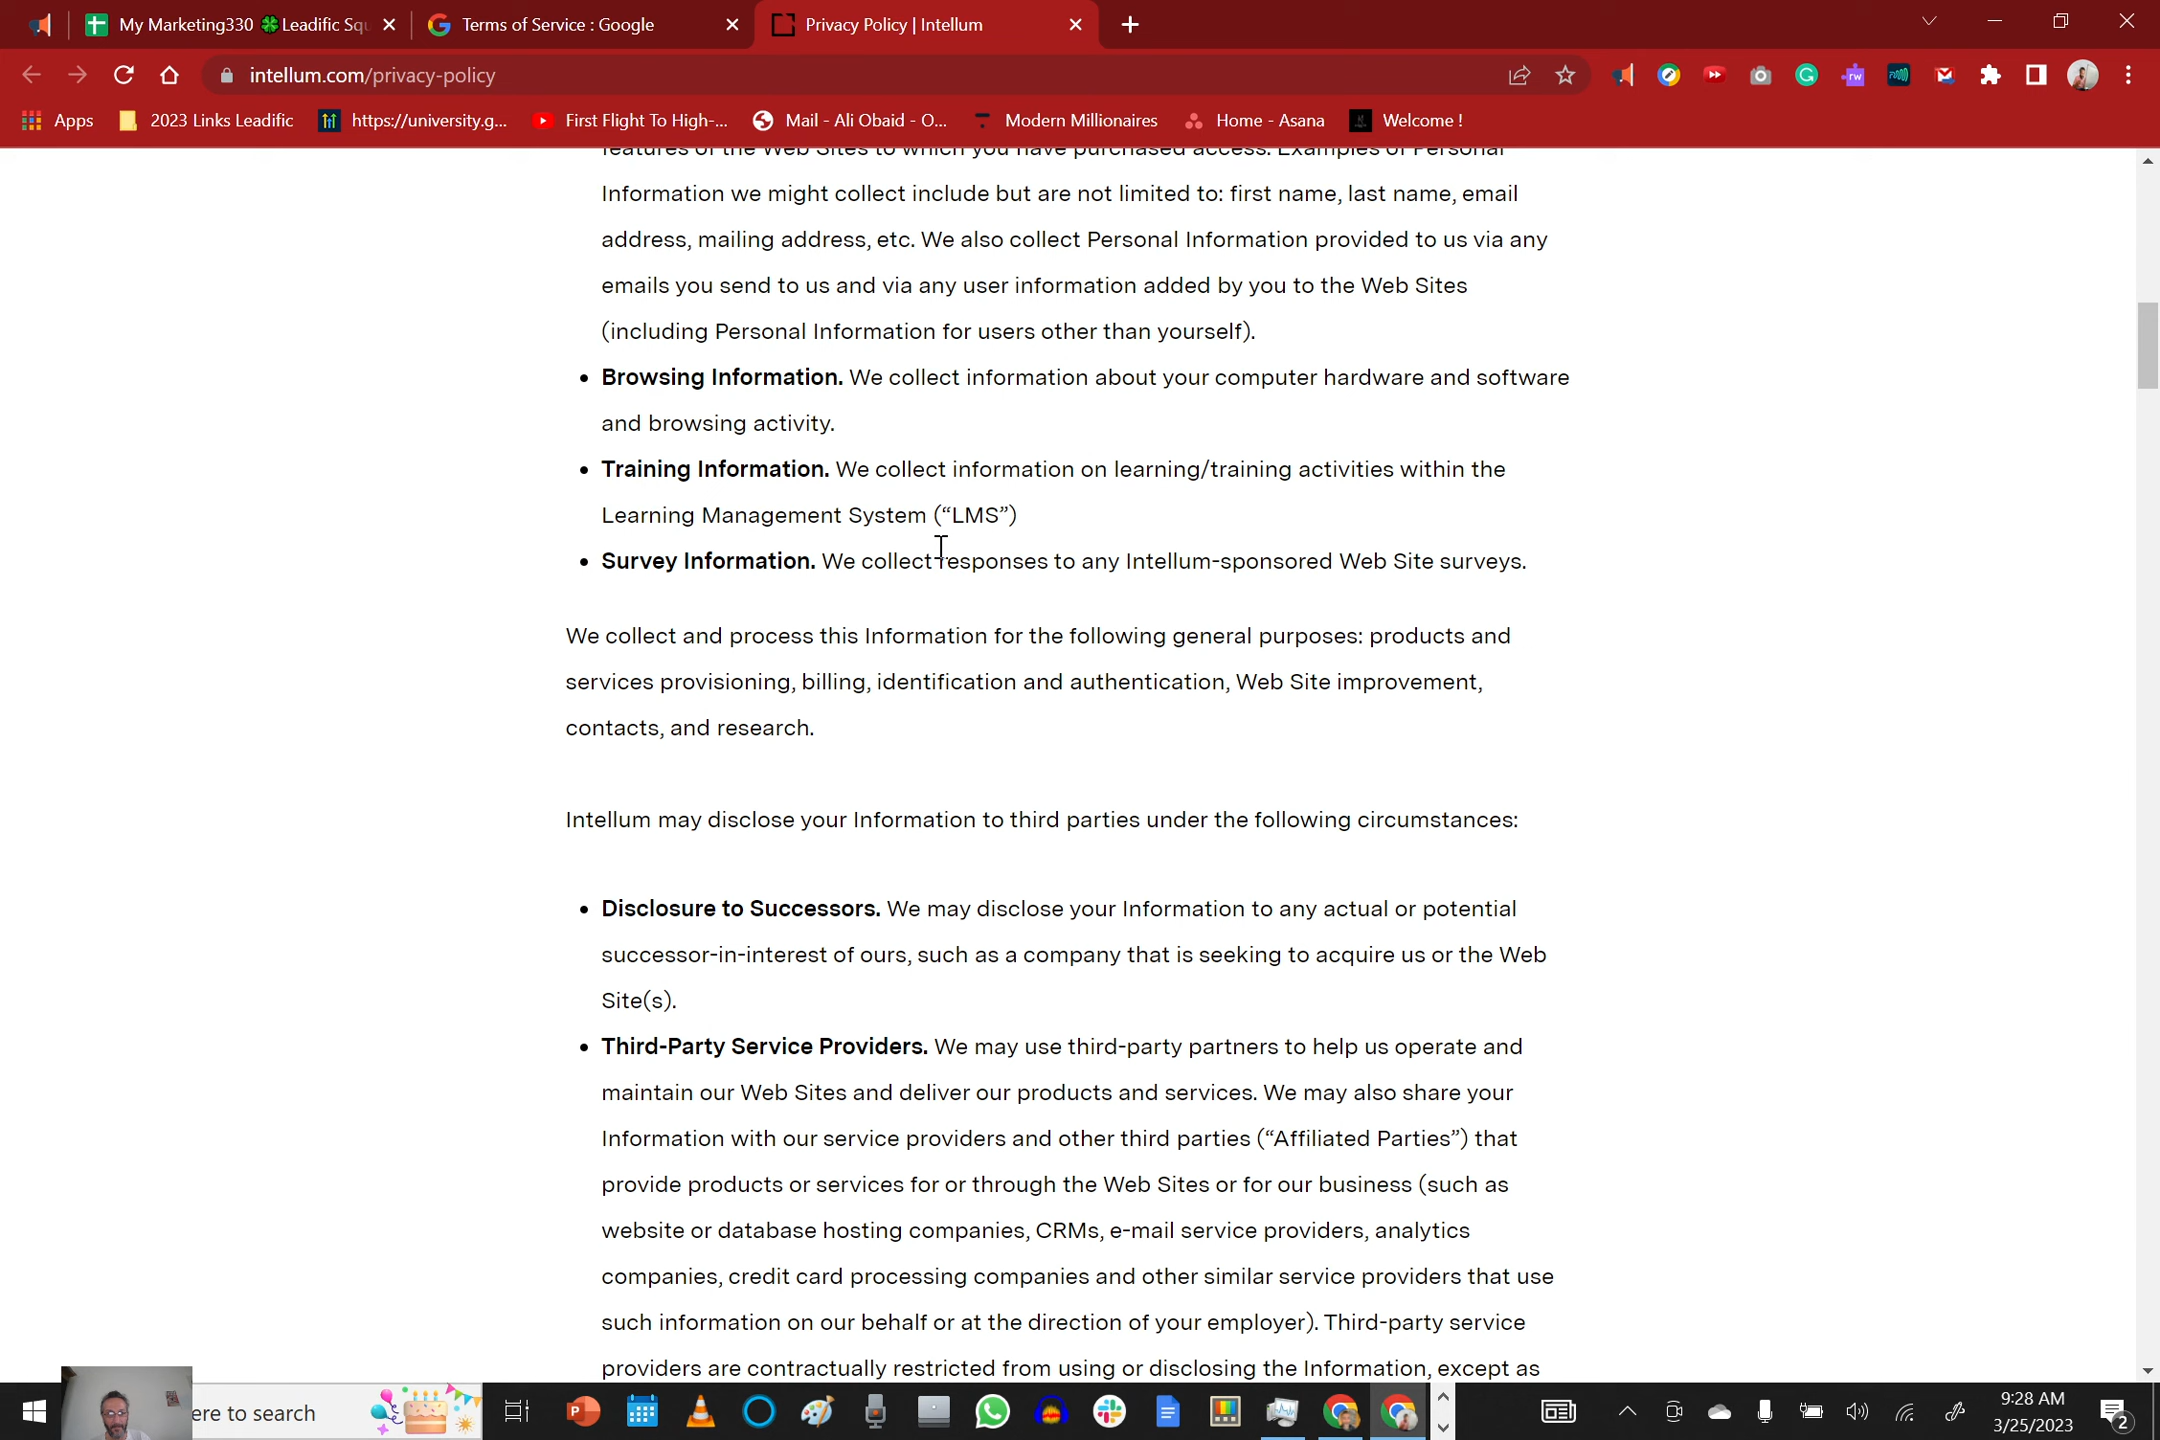 My Marketing330 🍀Leadific Squ
Terms of Service : Google
Privacy Policy | Intellum
intellum.com/privacy-policy
Apps
2023 Links Leadific
https://university.g...
First Flight To High-...
Mail - Ali Obaid - O...
Modern Millionaires
Home - Asana
Welcome !
features of the Web Sites to which you have purchased access. Examples of Personal
Information we might collect include but are not limited to: first name, last name, email
address, mailing address, etc. We also collect Personal Information provided to us via any
emails you send to us and via any user information added by you to the Web Sites
(including Personal Information for users other than yourself).
• Browsing Information. We collect information about your computer hardware and software
and browsing activity.
• Training Information. We collect information on learning/training activities within the
Learning Management System (“LMS”)
• Survey Information. We collect responses to any Intellum-sponsored Web Site surveys.
We collect and process this Information for the following general purposes: products and
services provisioning, billing, identification and authentication, Web Site improvement,
contacts, and research.
Intellum may disclose your Information to third parties under the following circumstances:
• Disclosure to Successors. We may disclose your Information to any actual or potential
successor-in-interest of ours, such as a company that is seeking to acquire us or the Web
Site(s).
• Third-Party Service Providers. We may use third-party partners to help us operate and
maintain our Web Sites and deliver our products and services. We may also share your
Information with our service providers and other third parties (“Affiliated Parties”) that
provide products or services for or through the Web Sites or for our business (such as
website or database hosting companies, CRMs, e-mail service providers, analytics
companies, credit card processing companies and other similar service providers that use
such information on our behalf or at the direction of your employer). Third-party service
providers are contractually restricted from using or disclosing the Information, except as
ere to search
9:28 AM
3/25/2023
2